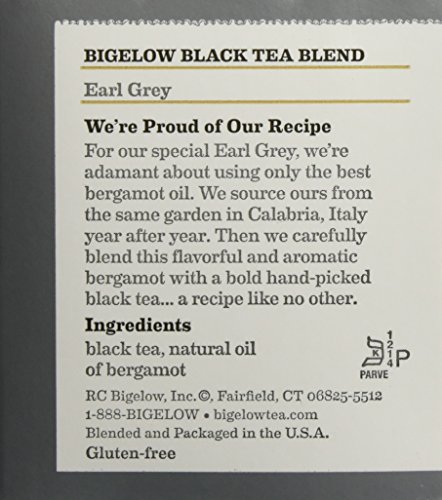 BIGELOW BLACK TEA BLEND
Earl Grey
We're Proud of Our Recipe
For our special Earl Grey, we're
adamant about using only the best
bergamot oil. We source ours from
the same garden in Calabria, Italy
year after year. Then we carefully
blend this flavorful and aromatic
bergamot with a bold hand-picked
black tea... a recipe like no other.
Ingredients
black tea, natural oil
of bergamot
K
1
2
1
4
P
PARVE
RC Bigelow, Inc.©, Fairfield, CT 06825-5512
1-888-BIGELOW • bigelowtea.com
Blended and Packaged in the U.S.A.
Gluten-free